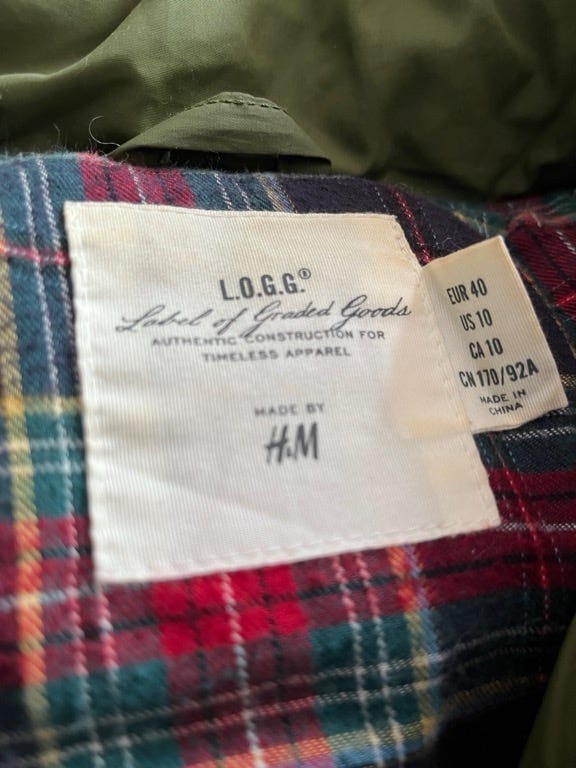 L.O.G.G.®
Label of Graded Goods
AUTHENTIC CONSTRUCTION FOR
TIMELESS APPAREL
MADE BY
H&M
EUR 40
US 10
CA 10
CN 170/92A
MADE IN
CHINA